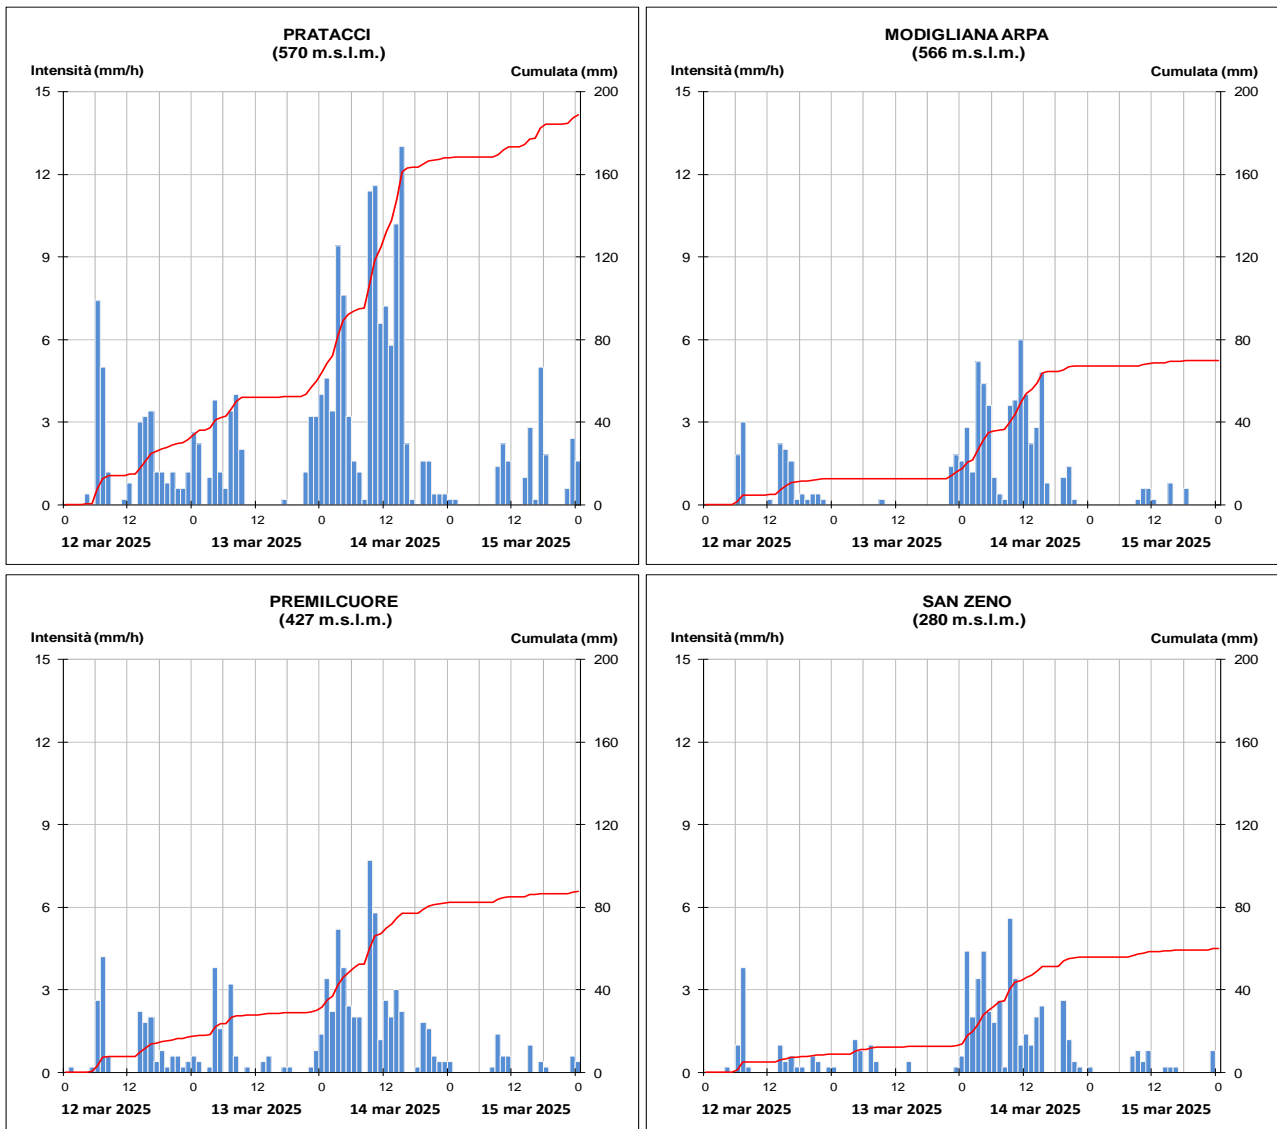 PRATACCI
(570 m.s.l.m.)
Intensità (mm/h) Cumulata (mm)
15 200
12 160
9 120
6 80
3 40
0 0
0 12 0 12 0 12 0 12 0
12 mar 2025 13 mar 2025 14 mar 2025 15 mar 2025
MODIGLIANA ARPA
(566 m.s.l.m.)
Intensità (mm/h) Cumulata (mm)
15 200
12 160
9 120
6 80
3 40
0 0
0 12 0 12 0 12 0 12 0
12 mar 2025 13 mar 2025 14 mar 2025 15 mar 2025
PREMILCUORE
(427 m.s.l.m.)
Intensità (mm/h) Cumulata (mm)
15 200
12 160
9 120
6 80
3 40
0 0
0 12 0 12 0 12 0 12 0
12 mar 2025 13 mar 2025 14 mar 2025 15 mar 2025
SAN ZENO
(280 m.s.l.m.)
Intensità (mm/h) Cumulata (mm)
15 200
12 160
9 120
6 80
3 40
0 0
0 12 0 12 0 12 0 12 0
12 mar 2025 13 mar 2025 14 mar 2025 15 mar 2025